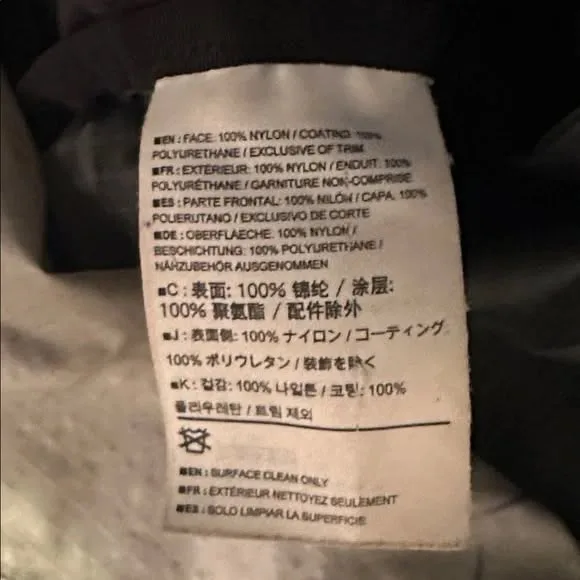 ■EN : FACE: 100% NYLON / COATING: 100%
POLYURETHANE / EXCLUSIVE OF TRIM
■FR : EXTÉRIEUR: 100% NYLON / ENDUIT: 100%
POLYURÉTHANE / GARNITURE NON-COMPRISE
■ES : PARTE FRONTAL: 100% NILÓN / CAPA: 100%
POLIERUTANO / EXCLUSIVO DE CORTE
■DE : OBERFLAECHE: 100% NYLON /
BESCHICHTUNG: 100% POLYURETHANE /
NÄHZUBEHÖR AUSGENOMMEN
■C : 表面: 100% 锦纶 / 涂层:
100% 聚氨酯 / 配件除外
■J : 表面側: 100% ナイロン / コーティング:
100% ポリウレタン / 装飾を除く
■K : 겉감: 100% 나일론 / 코팅: 100%
폴리우레탄 / 트림 제외
■EN : SURFACE CLEAN ONLY
■FR : EXTÉRIEUR NETTOYEZ SEULEMENT
■ES : SOLO LIMPIAR LA SUPERFICIE